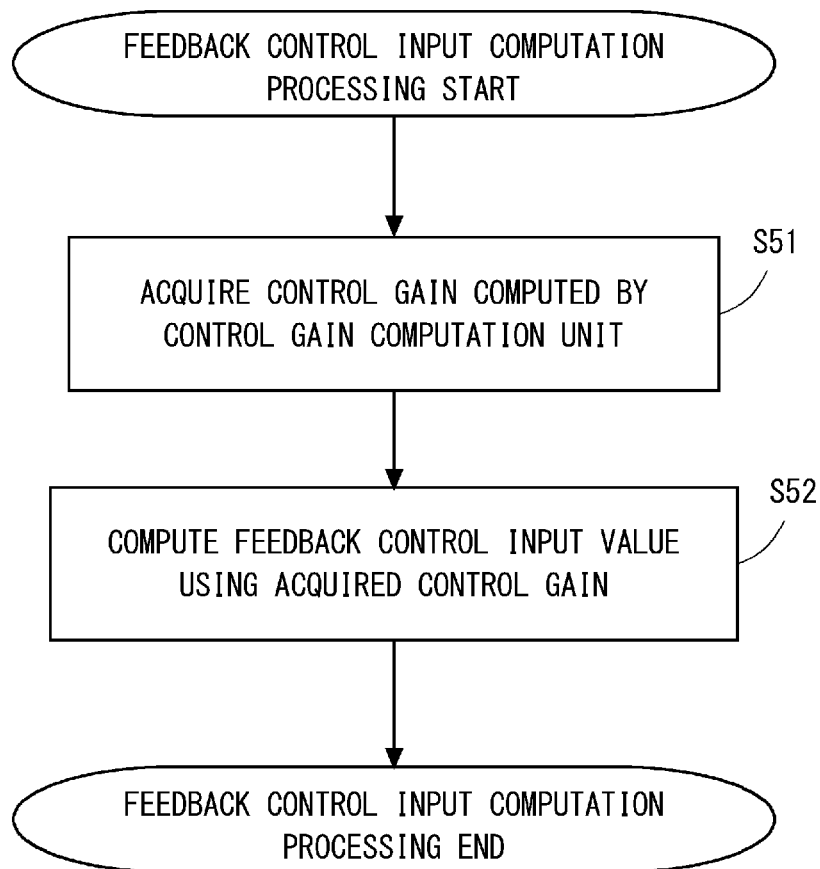 FEEDBACK CONTROL INPUT COMPUTATION
PROCESSING START
S51
ACQUIRE CONTROL GAIN COMPUTED BY
CONTROL GAIN COMPUTATION UNIT
S52
COMPUTE FEEDBACK CONTROL INPUT VALUE
USING ACQUIRED CONTROL GAIN
FEEDBACK CONTROL INPUT COMPUTATION
PROCESSING END